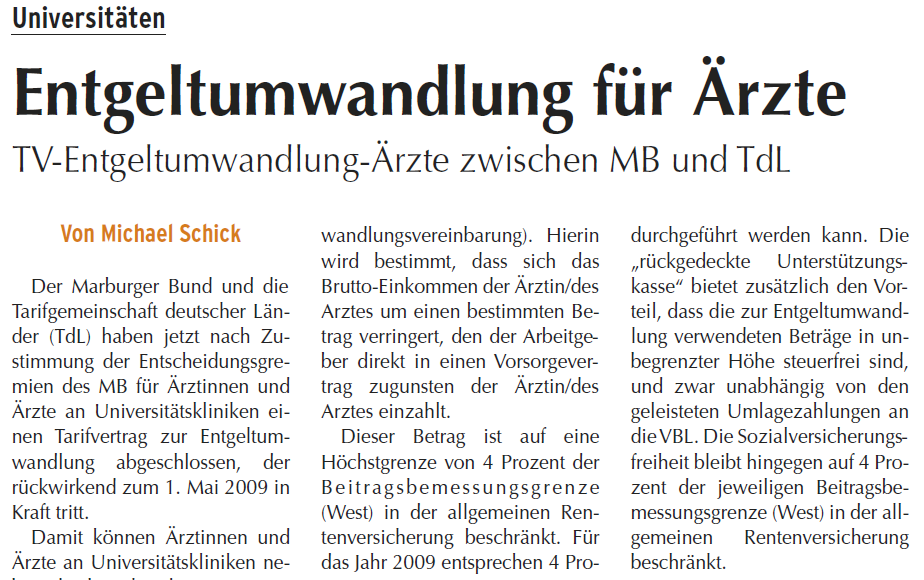 Universitäten
Entgeltumwandlung für Ärzte
TV-Entgeltumwandlung-Ärzte zwischen MB und TdL
Von Michael Schick
Der Marburger Bund und die
Tarifgemeinschaft deutscher Län-
der (TdL) haben jetzt nach Zu-
stimmung der Entscheidungsgre-
mien des MB für Ärztinnen und
Ärzte an Universitätskliniken ei-
nen Tarifvertrag zur Entgeltum-
wandlung abgeschlossen, der
rückwirkend zum 1. Mai 2009 in
Kraft tritt.
Damit können Ärztinnen und
Ärzte an Universitätskliniken ne-
wandlungsvereinbarung). Hierin
wird bestimmt, dass sich das
Brutto-Einkommen der Ärztin/des
Arztes um einen bestimmten Be-
trag verringert, den der Arbeitge-
ber direkt in einen Vorsorgever-
trag zugunsten der Ärztin/des
Arztes einzahlt.
Dieser Betrag ist auf eine
Höchstgrenze von 4 Prozent der
Beitragsbemessungsgrenze
(West) in der allgemeinen Ren-
tenversicherung beschränkt. Für
das Jahr 2009 entsprechen 4 Pro-
durchgeführt werden kann. Die
„rückgedeckte Unterstützungs-
kasse“ bietet zusätzlich den Vor-
teil, dass die zur Entgeltumwand-
lung verwendeten Beträge in un-
begrenzter Höhe steuerfrei sind,
und zwar unabhängig von den
geleisteten Umlagezahlungen an
die VBL. Die Sozialversicherungs-
freiheit bleibt hingegen auf 4 Pro-
zent der jeweiligen Beitragsbe-
messungsgrenze (West) in der all-
gemeinen Rentenversicherung
beschränkt.